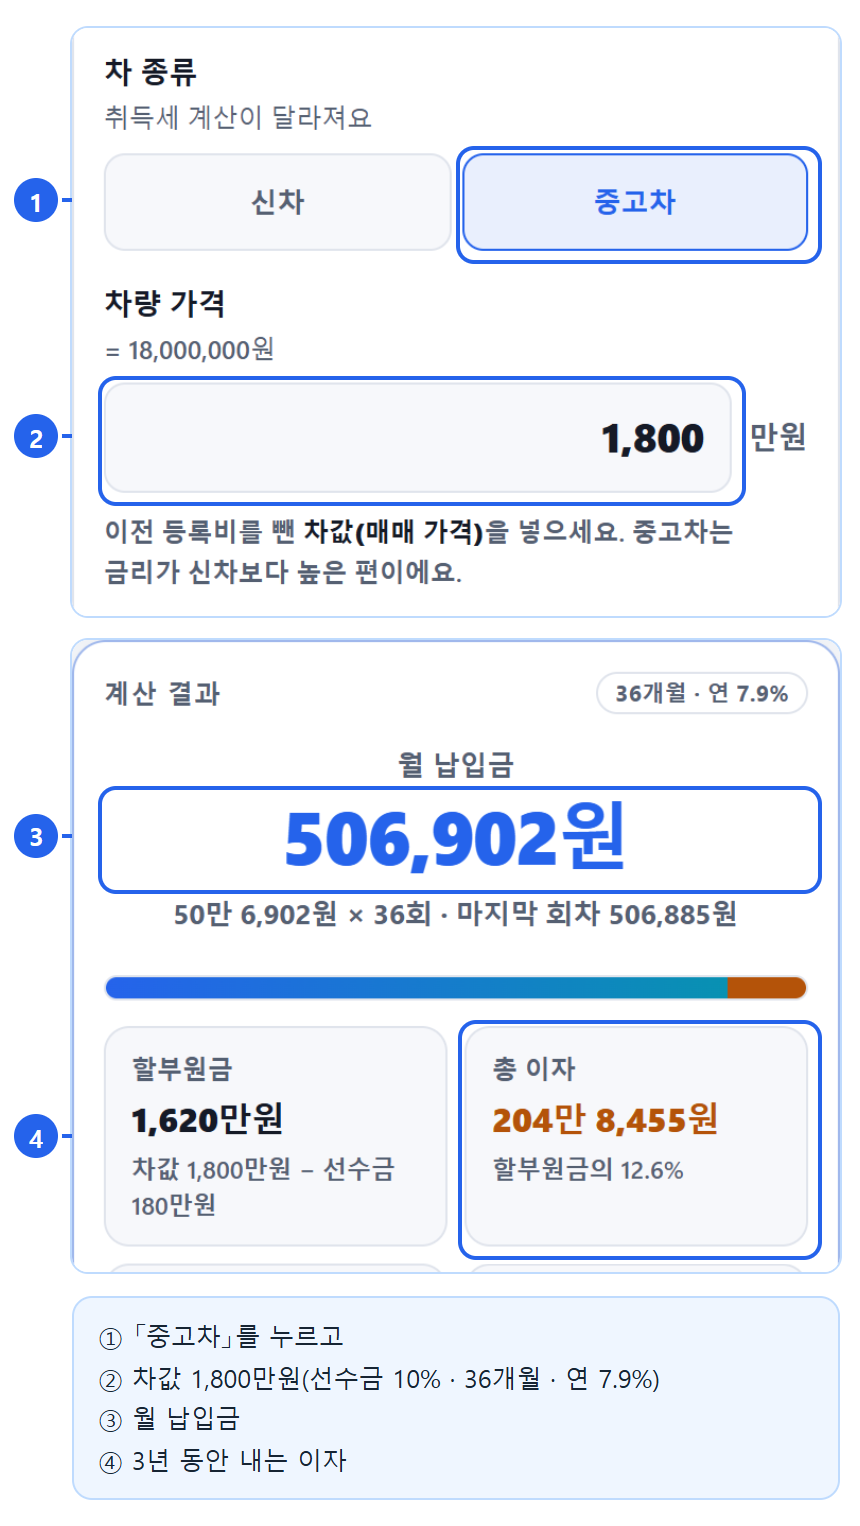 차 종류
취득세 계산이 달라져요
1
신차
중고차
차량 가격
= 18,000,000원
2
1,800 만원
이전 등록비를 뺀 차값(매매 가격)을 넣으세요. 중고차는
금리가 신차보다 높은 편이에요.
계산 결과
36개월 · 연 7.9%
월 납입금
3
506,902원
50만 6,902원 × 36회 · 마지막 회차 506,885원
할부원금
1,620만원
차값 1,800만원 − 선수금
180만원
4
총 이자
204만 8,455원
할부원금의 12.6%
① 「중고차」를 누르고
② 차값 1,800만원(선수금 10% · 36개월 · 연 7.9%)
③ 월 납입금
④ 3년 동안 내는 이자